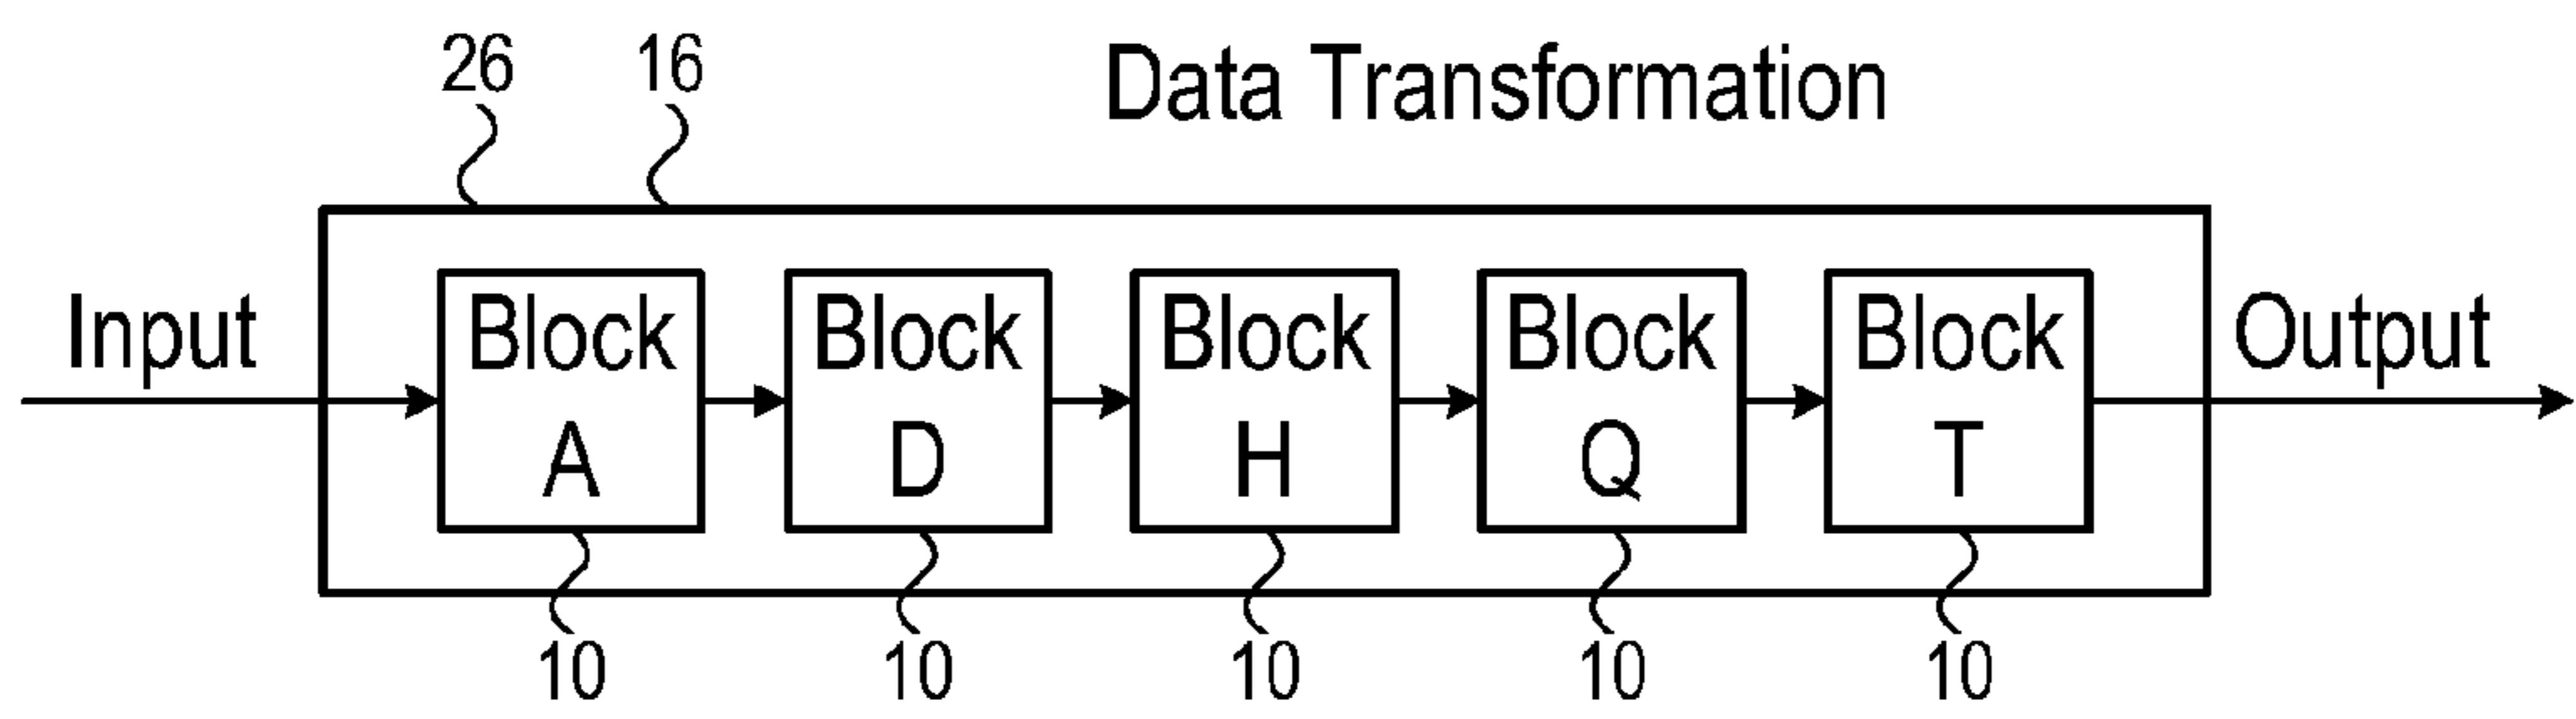 26 16 Data Transformation
Input
Block
A
Block
D
Block
H
Block
Q
Block
T
Output
10 10 10 10 10